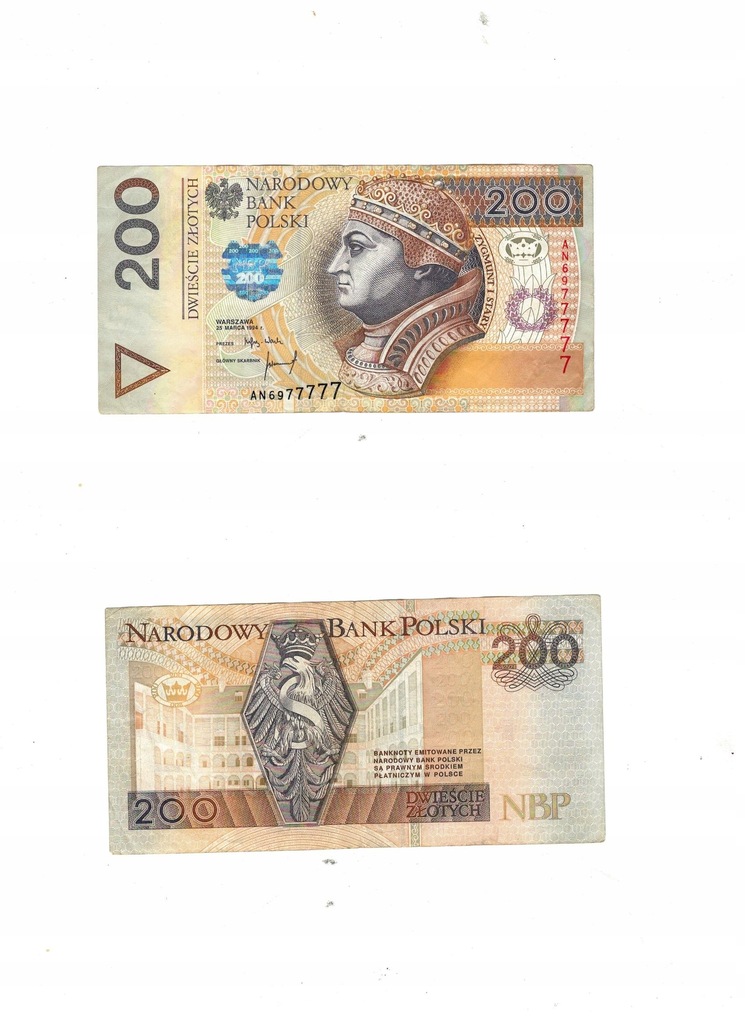 200
DWIEŚCIE ZŁOTYCH
NARODOWY
BANK
POLSKI
200
200
WARSZAWA
25 MARCA 1994 r.
PREZES
GŁÓWNY SKARBNIK
ZYGMUNT I STARY
AN6977777
AN6977777
NARODOWY BANK POLSKI
200
BANKNOTY EMITOWANE PRZEZ
NARODOWY BANK POLSKI
SĄ PRAWNYM ŚRODKIEM
PŁATNICZYM W POLSCE
200
DWIEŚCIE
ZŁOTYCH
NBP